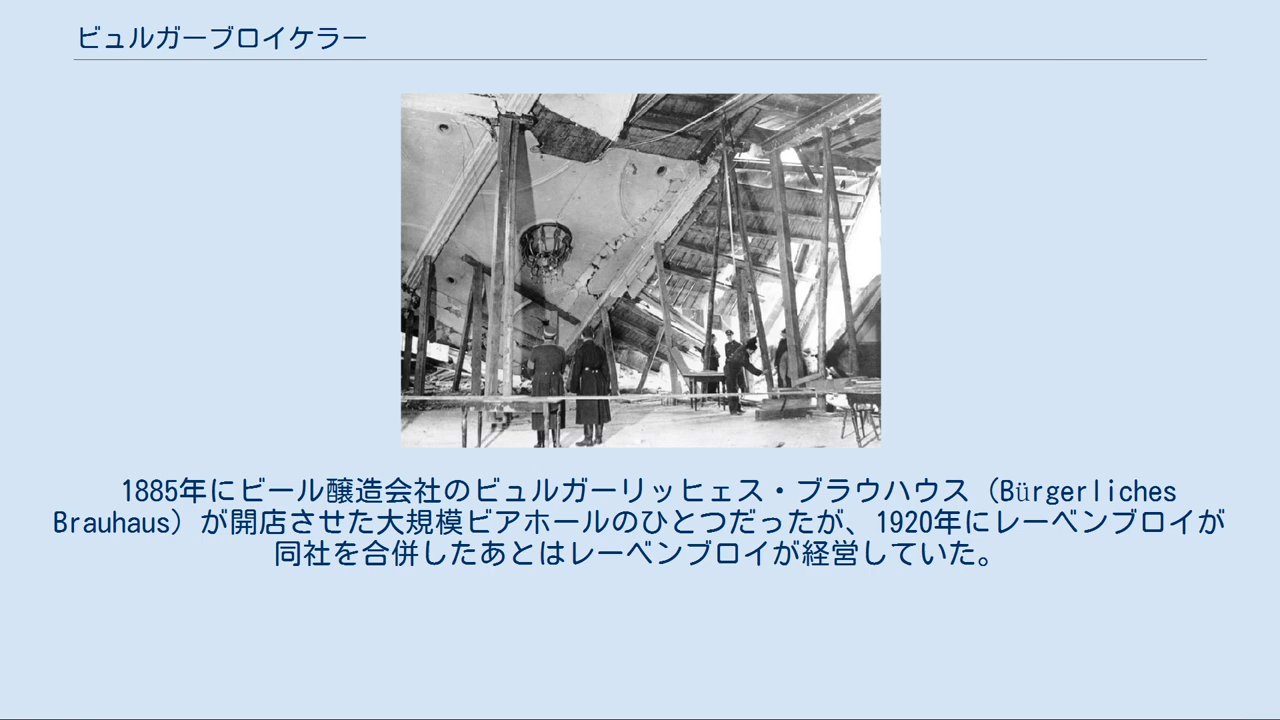 ビュルガーブロイケラー
1885年にビール醸造会社のビュルガーリッヒェス・ブラウハウス（Bürgerliches
Brauhaus）が開店させた大規模ビアホールのひとつだったが、1920年にレーベンブロイが
同社を合併したあとはレーベンブロイが経営していた。